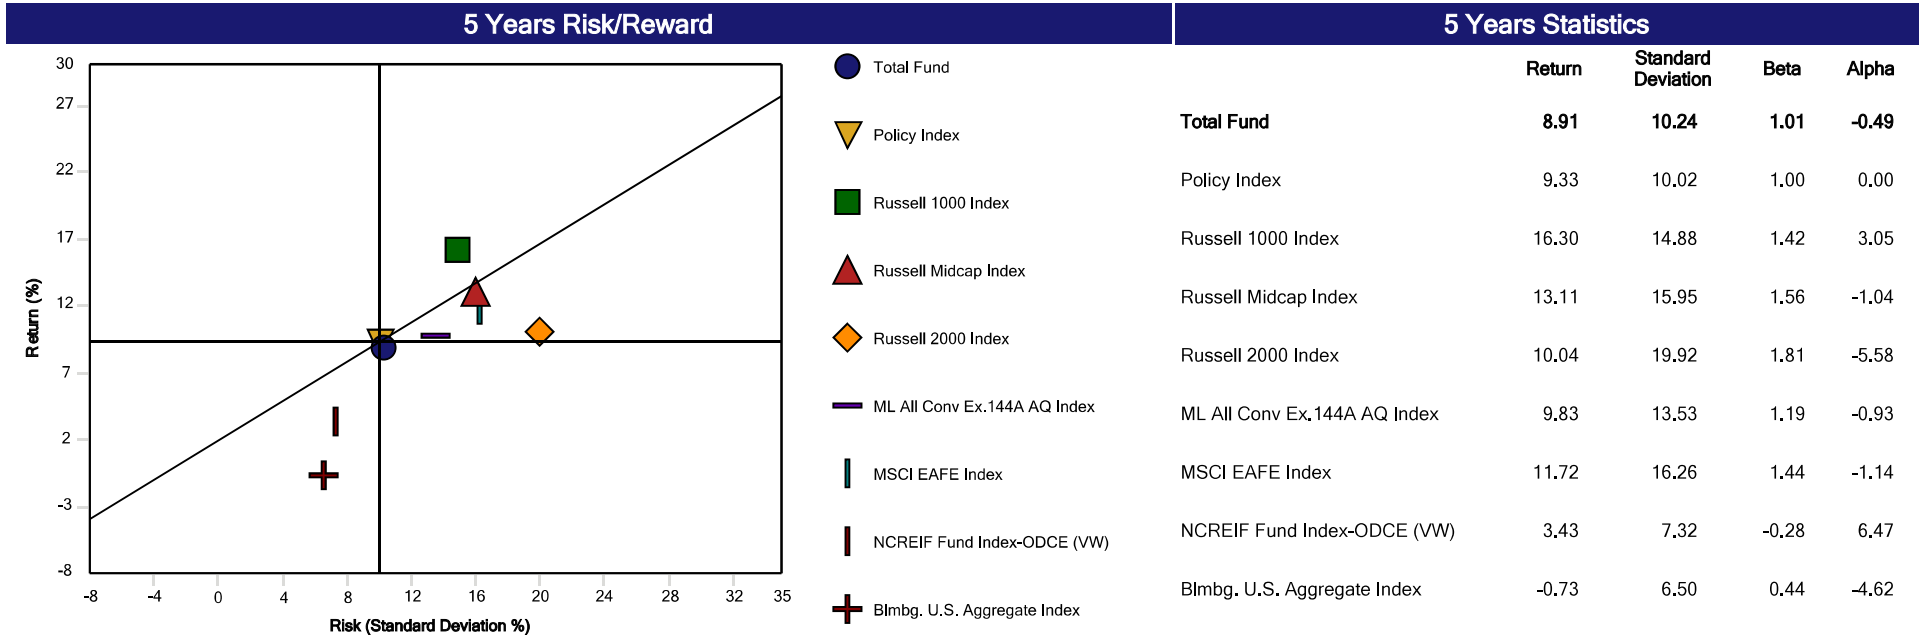 5 Years Risk/Reward
30
27
22
17
12
7
2
-3
-8
-8 -4 0 4 8 12 16 20 24 28 32 35
Return (%)
Risk (Standard Deviation %)
Total Fund
Policy Index
Russell 1000 Index
Russell Midcap Index
Russell 2000 Index
ML All Conv Ex.144A AQ Index
MSCI EAFE Index
NCREIF Fund Index-ODCE (VW)
Blmbg. U.S. Aggregate Index
5 Years Statistics
Return Standard Deviation Beta Alpha
Total Fund 8.91 10.24 1.01 -0.49
Policy Index 9.33 10.02 1.00 0.00
Russell 1000 Index 16.30 14.88 1.42 3.05
Russell Midcap Index 13.11 15.95 1.56 -1.04
Russell 2000 Index 10.04 19.92 1.81 -5.58
ML All Conv Ex.144A AQ Index 9.83 13.53 1.19 -0.93
MSCI EAFE Index 11.72 16.26 1.44 -1.14
NCREIF Fund Index-ODCE (VW) 3.43 7.32 -0.28 6.47
Blmbg. U.S. Aggregate Index -0.73 6.50 0.44 -4.62